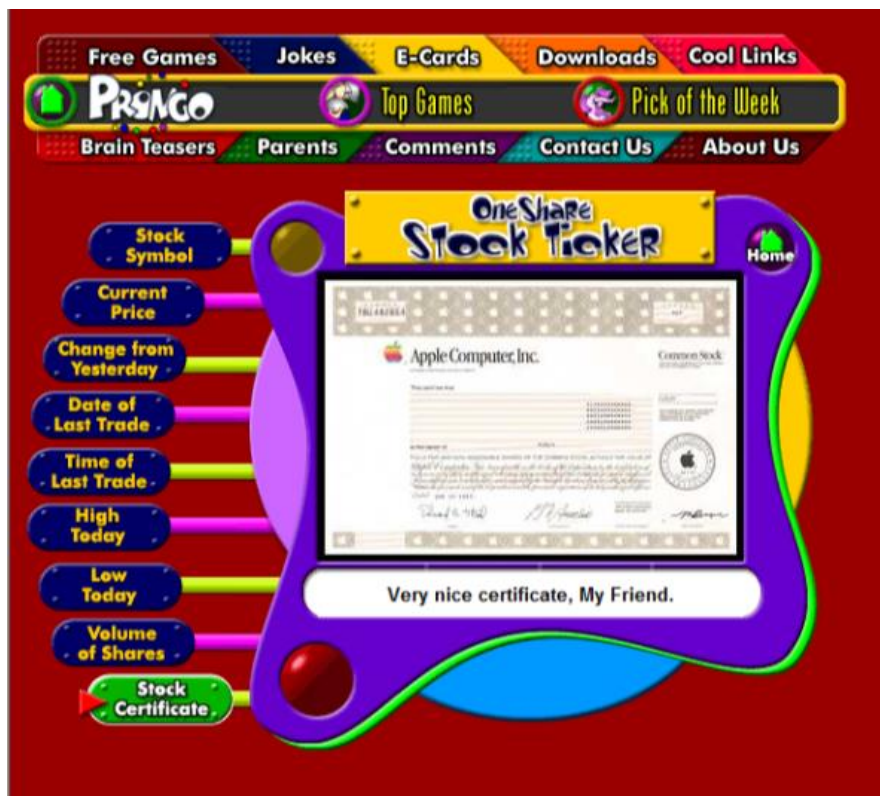 Free Games Jokes E-Cards Downloads Cool Links
PRONGO Top Games Pick of the Week
Brain Teasers Parents Comments Contact Us About Us
OneShare
Stock Ticker
Home
Stock
Symbol
Current
Price
Change from
Yesterday
Date of
Last Trade
Time of
Last Trade
High
Today
Low
Today
Volume
of Shares
Stock
Certificate
Apple Computer, Inc.
Common Stock
Very nice certificate, My Friend.